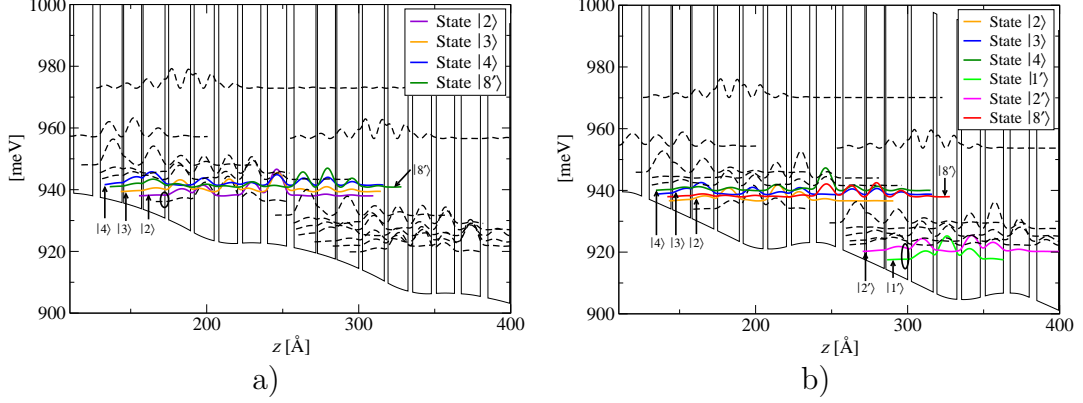 a)
[meV]
1000
980
960
940
920
900
200
300
400
z [Å]
State |2⟩
State |3⟩
State |4⟩
State |8′⟩
|4⟩
|3⟩
|2⟩
|8′⟩
a)
b)
[meV]
1000
980
960
940
920
900
200
300
400
z [Å]
State |2⟩
State |3⟩
State |4⟩
State |1′⟩
State |2′⟩
State |8′⟩
|4⟩
|3⟩
|2⟩
|2′⟩
|1′⟩
|8′⟩
b)